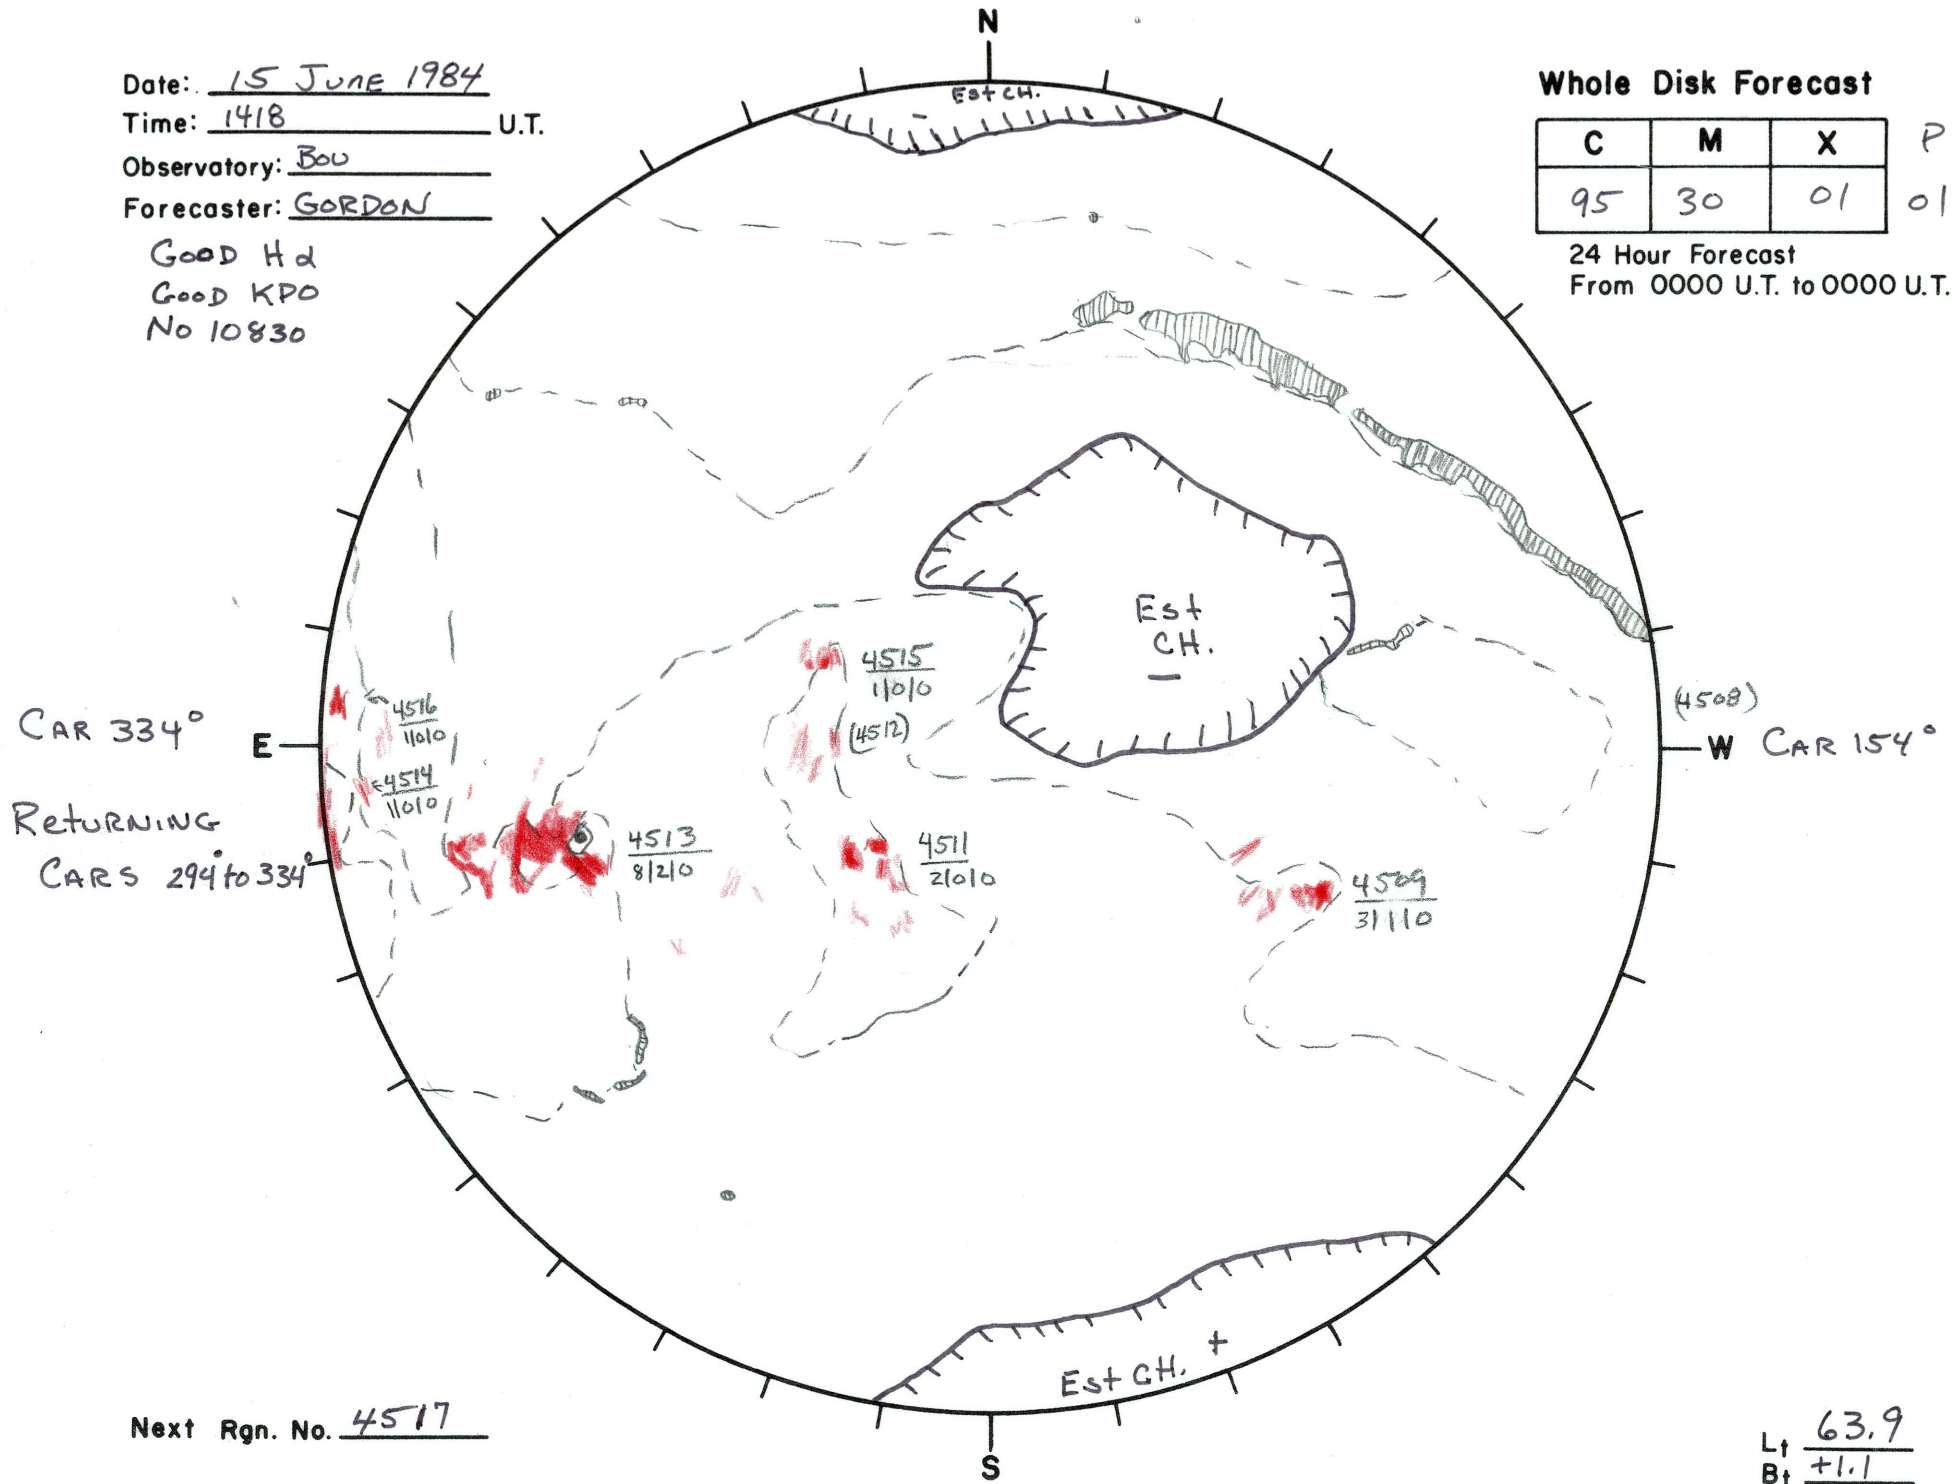 N
Date: 15 June 1984
Time: 1418 U.T.
Observatory: Bou
Forecaster: GORDON
Good Hα
Good KPO
No 10830
Whole Disk Forecast
C M X P
95 30 01 01
24 Hour Forecast
From 0000 U.T. to 0000 U.T.
Est CH.
-
Est
CH.
-
4515
1/0/0
4516
1/0/0
(4512)
(4508)
CAR 334°
E
W
CAR 154°
4514
1/0/0
Returning
CARS 294° to 334°
4513
8/2/0
4511
2/0/0
4509
3/1/0
+
Est CH.
Next Rgn. No. 4517
S
Lt 63.9
Bt +1.1